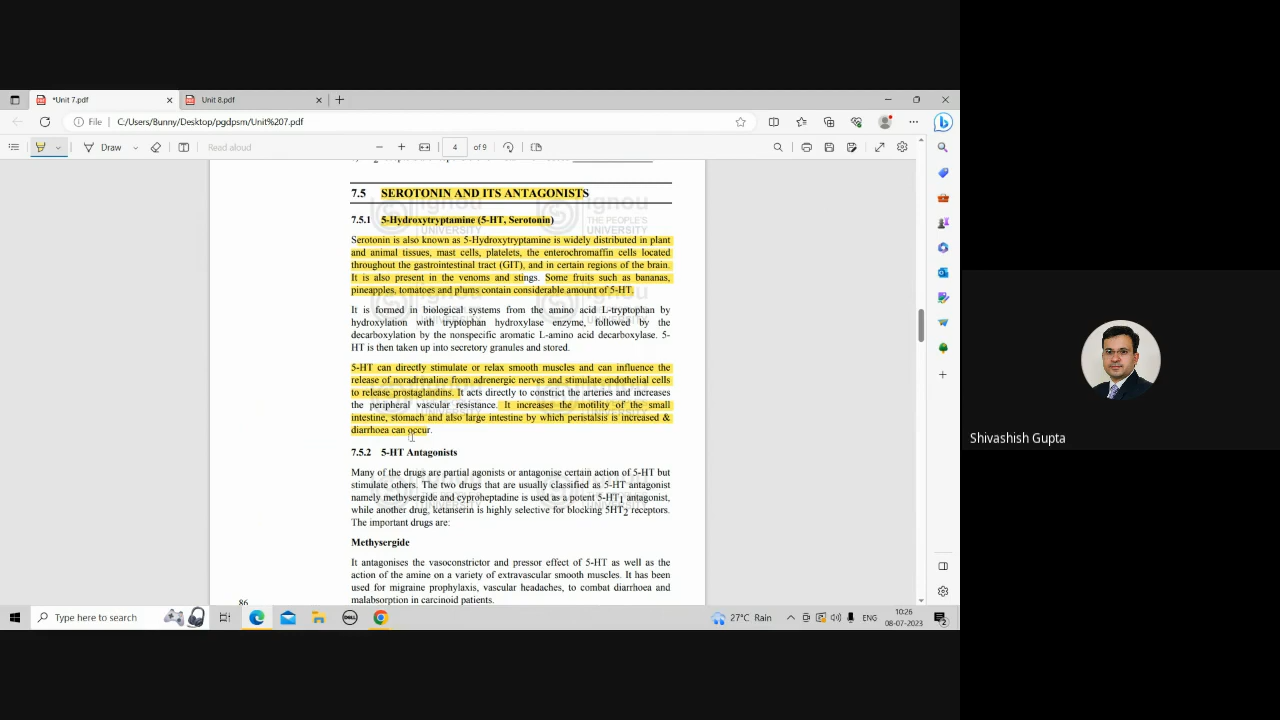 *Unit 7.pdf
Unit 8.pdf
File
C:/Users/Bunny/Desktop/pgdpsm/Unit%207.pdf
Draw
Read aloud
4
of 9
7.5 SEROTONIN AND ITS ANTAGONISTS
7.5.1 5-Hydroxytryptamine (5-HT, Serotonin)
Serotonin is also known as 5-Hydroxytryptamine is widely distributed in plant
and animal tissues, mast cells, platelets, the enterochromaffin cells located
throughout the gastrointestinal tract (GIT), and in certain regions of the brain.
It is also present in the venoms and stings. Some fruits such as bananas,
pineapples, tomatoes and plums contain considerable amount of 5-HT.
It is formed in biological systems from the amino acid L-tryptophan by
hydroxylation with tryptophan hydroxylase enzyme, followed by the
decarboxylation by the nonspecific aromatic L-amino acid decarboxylase. 5-
HT is then taken up into secretory granules and stored.
5-HT can directly stimulate or relax smooth muscles and can influence the
release of noradrenaline from adrenergic nerves and stimulate endothelial cells
to release prostaglandins. It acts directly to constrict the arteries and increases
the peripheral vascular resistance. It increases the motility of the small
intestine, stomach and also large intestine by which peristalsis is increased &
diarrhoea can occur.
7.5.2 5-HT Antagonists
Many of the drugs are partial agonists or antagonise certain action of 5-HT but
stimulate others. The two drugs that are usually classified as 5-HT antagonist
namely methysergide and cyproheptadine is used as a potent 5-HT1 antagonist,
while another drug, ketanserin is highly selective for blocking 5HT2 receptors.
The important drugs are:
Methysergide
It antagonises the vasoconstrictor and pressor effect of 5-HT as well as the
action of the amine on a variety of extravascular smooth muscles. It has been
used for migraine prophylaxis, vascular headaches, to combat diarrhoea and
malabsorption in carcinoid patients.
86
ignou
THE PEOPLE'S
UNIVERSITY
Shivashish Gupta
Type here to search
DELL
27°C Rain
ENG
10:26
08-07-2023
2